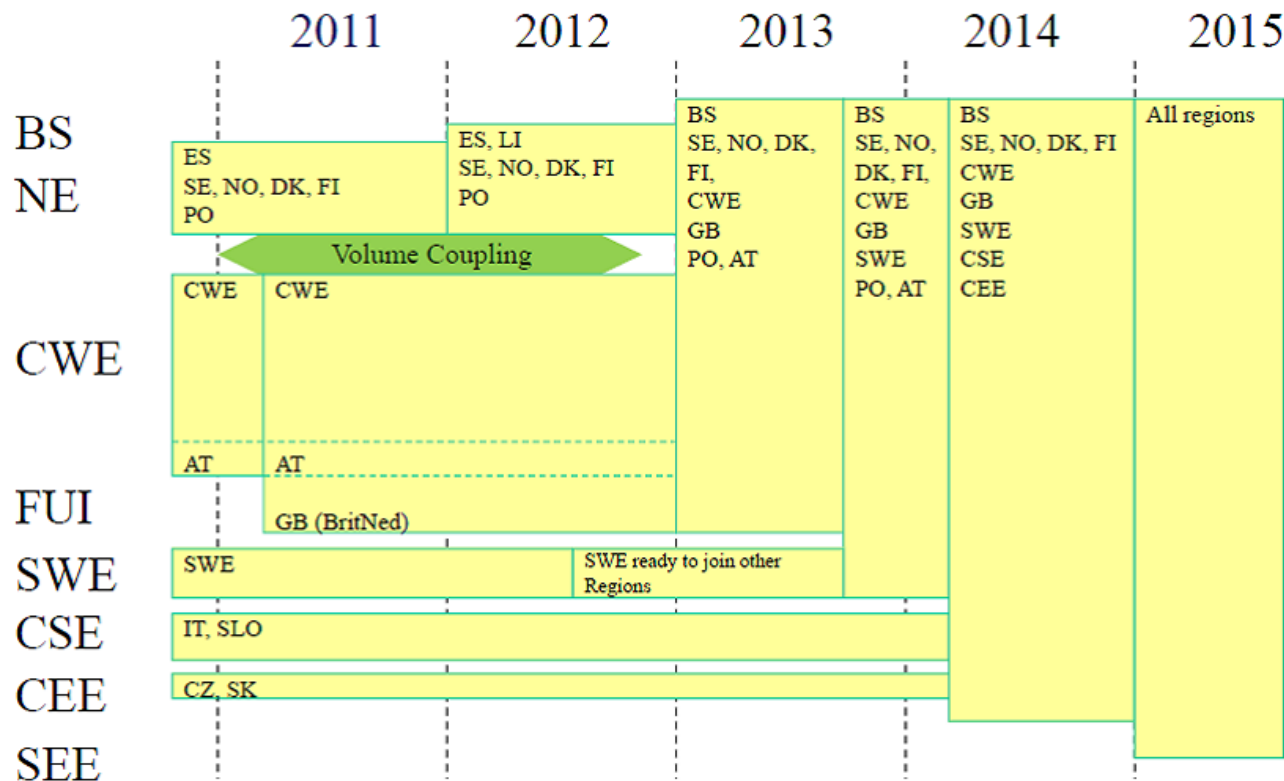 2011 2012 2013 2014 2015
BS
NE
CWE
FUI
SWE
CSE
CEE
SEE
ES
SE, NO, DK, FI
PO
ES, LI
SE, NO, DK, FI
PO
Volume Coupling
CWE
AT
CWE
AT
GB (BritNed)
SWE
SWE ready to join other
Regions
IT, SLO
CZ, SK
BS
SE, NO, DK,
FI,
CWE
GB
PO, AT
BS
SE, NO,
DK, FI,
CWE
GB
SWE
PO, AT
BS
SE, NO, DK, FI
CWE
GB
SWE
CSE
CEE
All regions